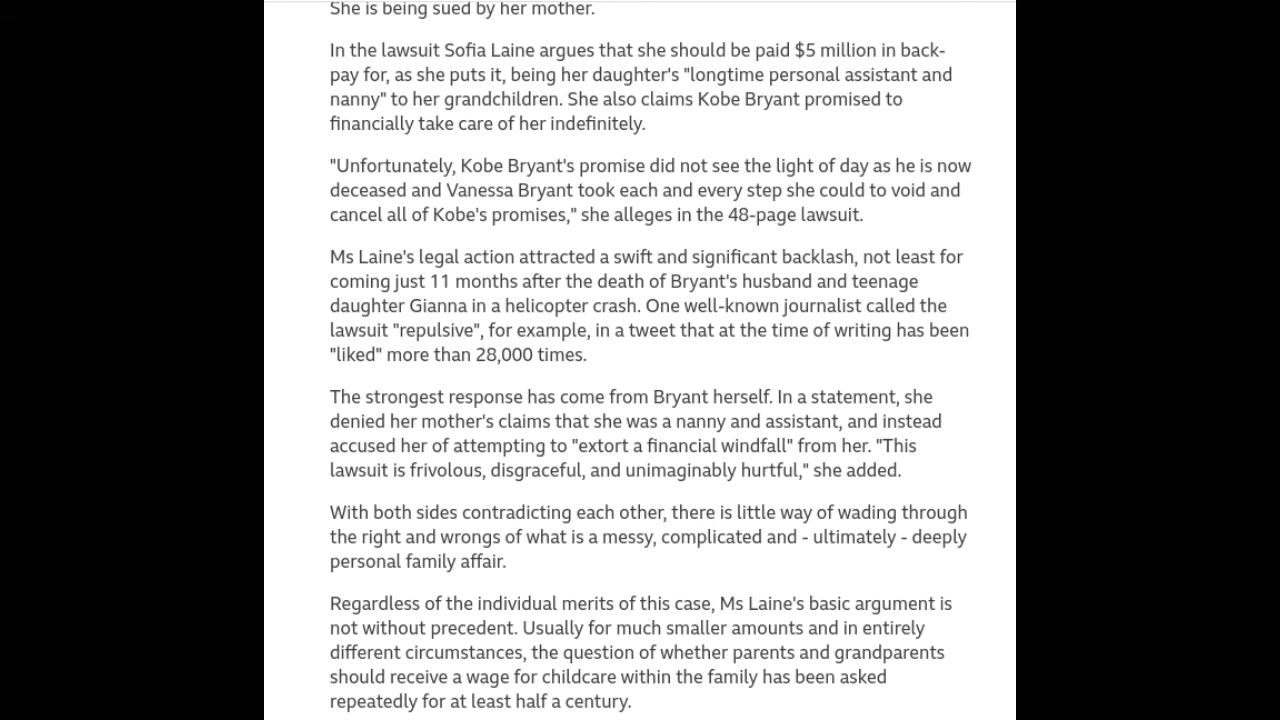 She is being sued by her mother.
In the lawsuit Sofia Laine argues that she should be paid $5 million in back-
pay for, as she puts it, being her daughter's "longtime personal assistant and
nanny" to her grandchildren. She also claims Kobe Bryant promised to
financially take care of her indefinitely.
"Unfortunately, Kobe Bryant's promise did not see the light of day as he is now
deceased and Vanessa Bryant took each and every step she could to void and
cancel all of Kobe's promises," she alleges in the 48-page lawsuit.
Ms Laine's legal action attracted a swift and significant backlash, not least for
coming just 11 months after the death of Bryant's husband and teenage
daughter Gianna in a helicopter crash. One well-known journalist called the
lawsuit "repulsive", for example, in a tweet that at the time of writing has been
"liked" more than 28,000 times.
The strongest response has come from Bryant herself. In a statement, she
denied her mother's claims that she was a nanny and assistant, and instead
accused her of attempting to "extort a financial windfall" from her. "This
lawsuit is frivolous, disgraceful, and unimaginably hurtful," she added.
With both sides contradicting each other, there is little way of wading through
the right and wrongs of what is a messy, complicated and - ultimately - deeply
personal family affair.
Regardless of the individual merits of this case, Ms Laine's basic argument is
not without precedent. Usually for much smaller amounts and in entirely
different circumstances, the question of whether parents and grandparents
should receive a wage for childcare within the family has been asked
repeatedly for at least half a century.